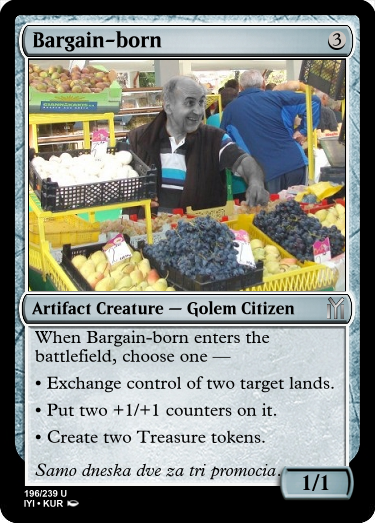 Bargain-born
3
Artifact Creature — Golem Citizen
When Bargain-born enters the
battlefield, choose one —
• Exchange control of two target lands.
• Put two +1/+1 counters on it.
• Create two Treasure tokens.
Samo dneska dve za tri promocia.
1/1
196/239 U
IYI • KUR